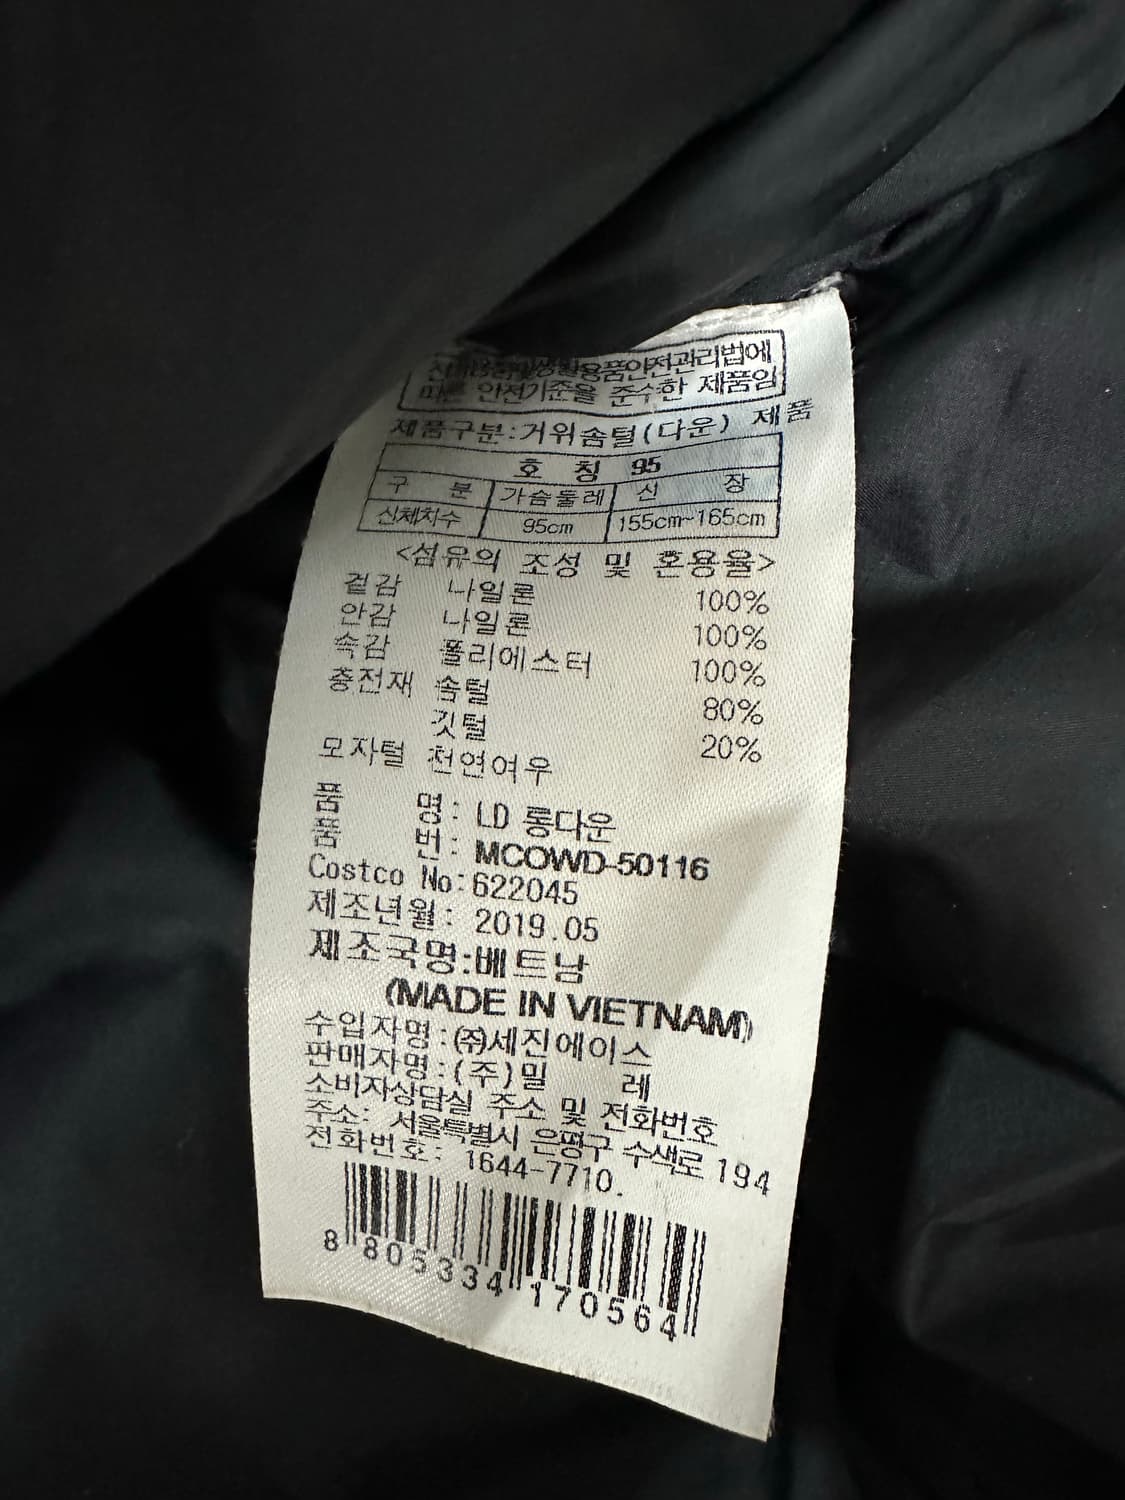 생활용품안전관리법에
따른 안전기준을 준수한 제품임
제품구분:거위솜털(다운) 제품
호 칭 95
구 분 가슴둘레 신 장
신체치수 95cm 155cm~165cm
<섬유의 조성 및 혼용율>
겉감 나일론 100%
안감 나일론 100%
속감 폴리에스터 100%
충전재 솜털 80%
깃털 20%
모자털 천연여우
품 명: LD 롱다운
품 번: MCOWD-50116
Costco No:622045
제조년월: 2019.05
제조국명:베트남
(MADE IN VIETNAM)
수입자명:(주)세진에이스
판매자명:(주)밀 레
소비자상담실 주소 및 전화번호
주소: 서울특별시 은평구 수색로 194
전화번호: 1644-7710.
8 805334 170564